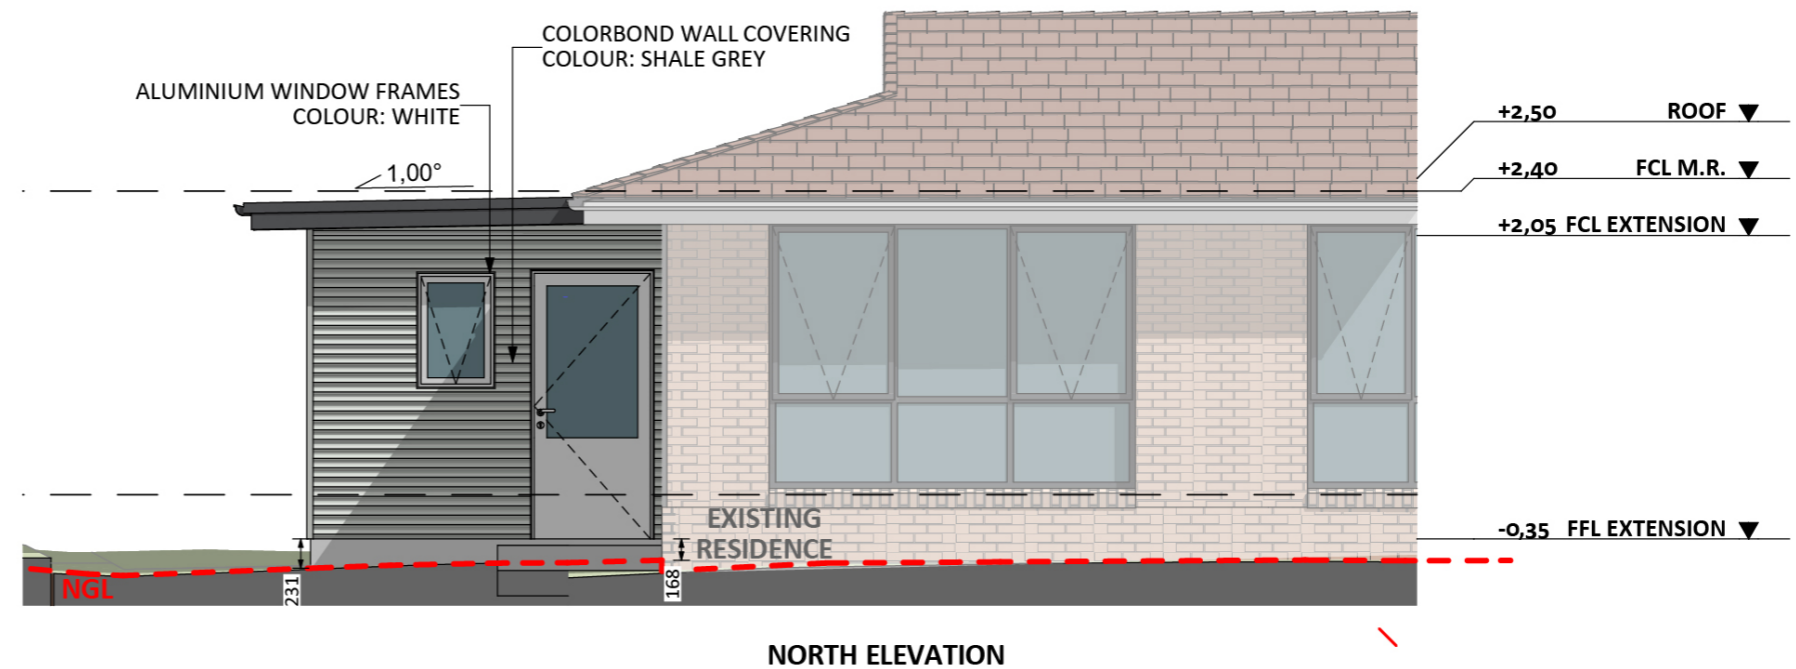 COLORBOND WALL COVERING
COLOUR: SHALE GREY
ALUMINIUM WINDOW FRAMES
COLOUR: WHITE
1,00°
+2,50 ROOF
+2,40 FCL M.R.
+2,05 FCL EXTENSION
EXISTING
RESIDENCE
-0,35 FFL EXTENSION
NGL
231
168
NORTH ELEVATION